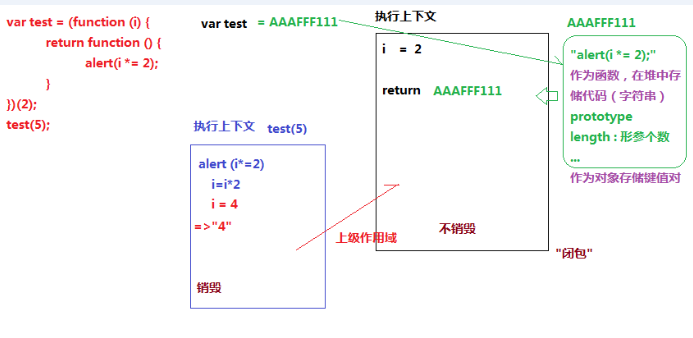 var test = (function (i) {
return function () {
alert(i *= 2);
}
})(2);
test(5);
var test = AAAFFF111
执行上下文
i = 2
return AAAFFF111
不销毁
"闭包"
AAAFFF111
"alert(i *= 2);"
作为函数，在堆中存
储代码（字符串）
prototype
length : 形参个数
...
作为对象存储键值对
执行上下文 test(5)
alert (i*=2)
i=i*2
i = 4
=>"4"
销毁
上级作用域